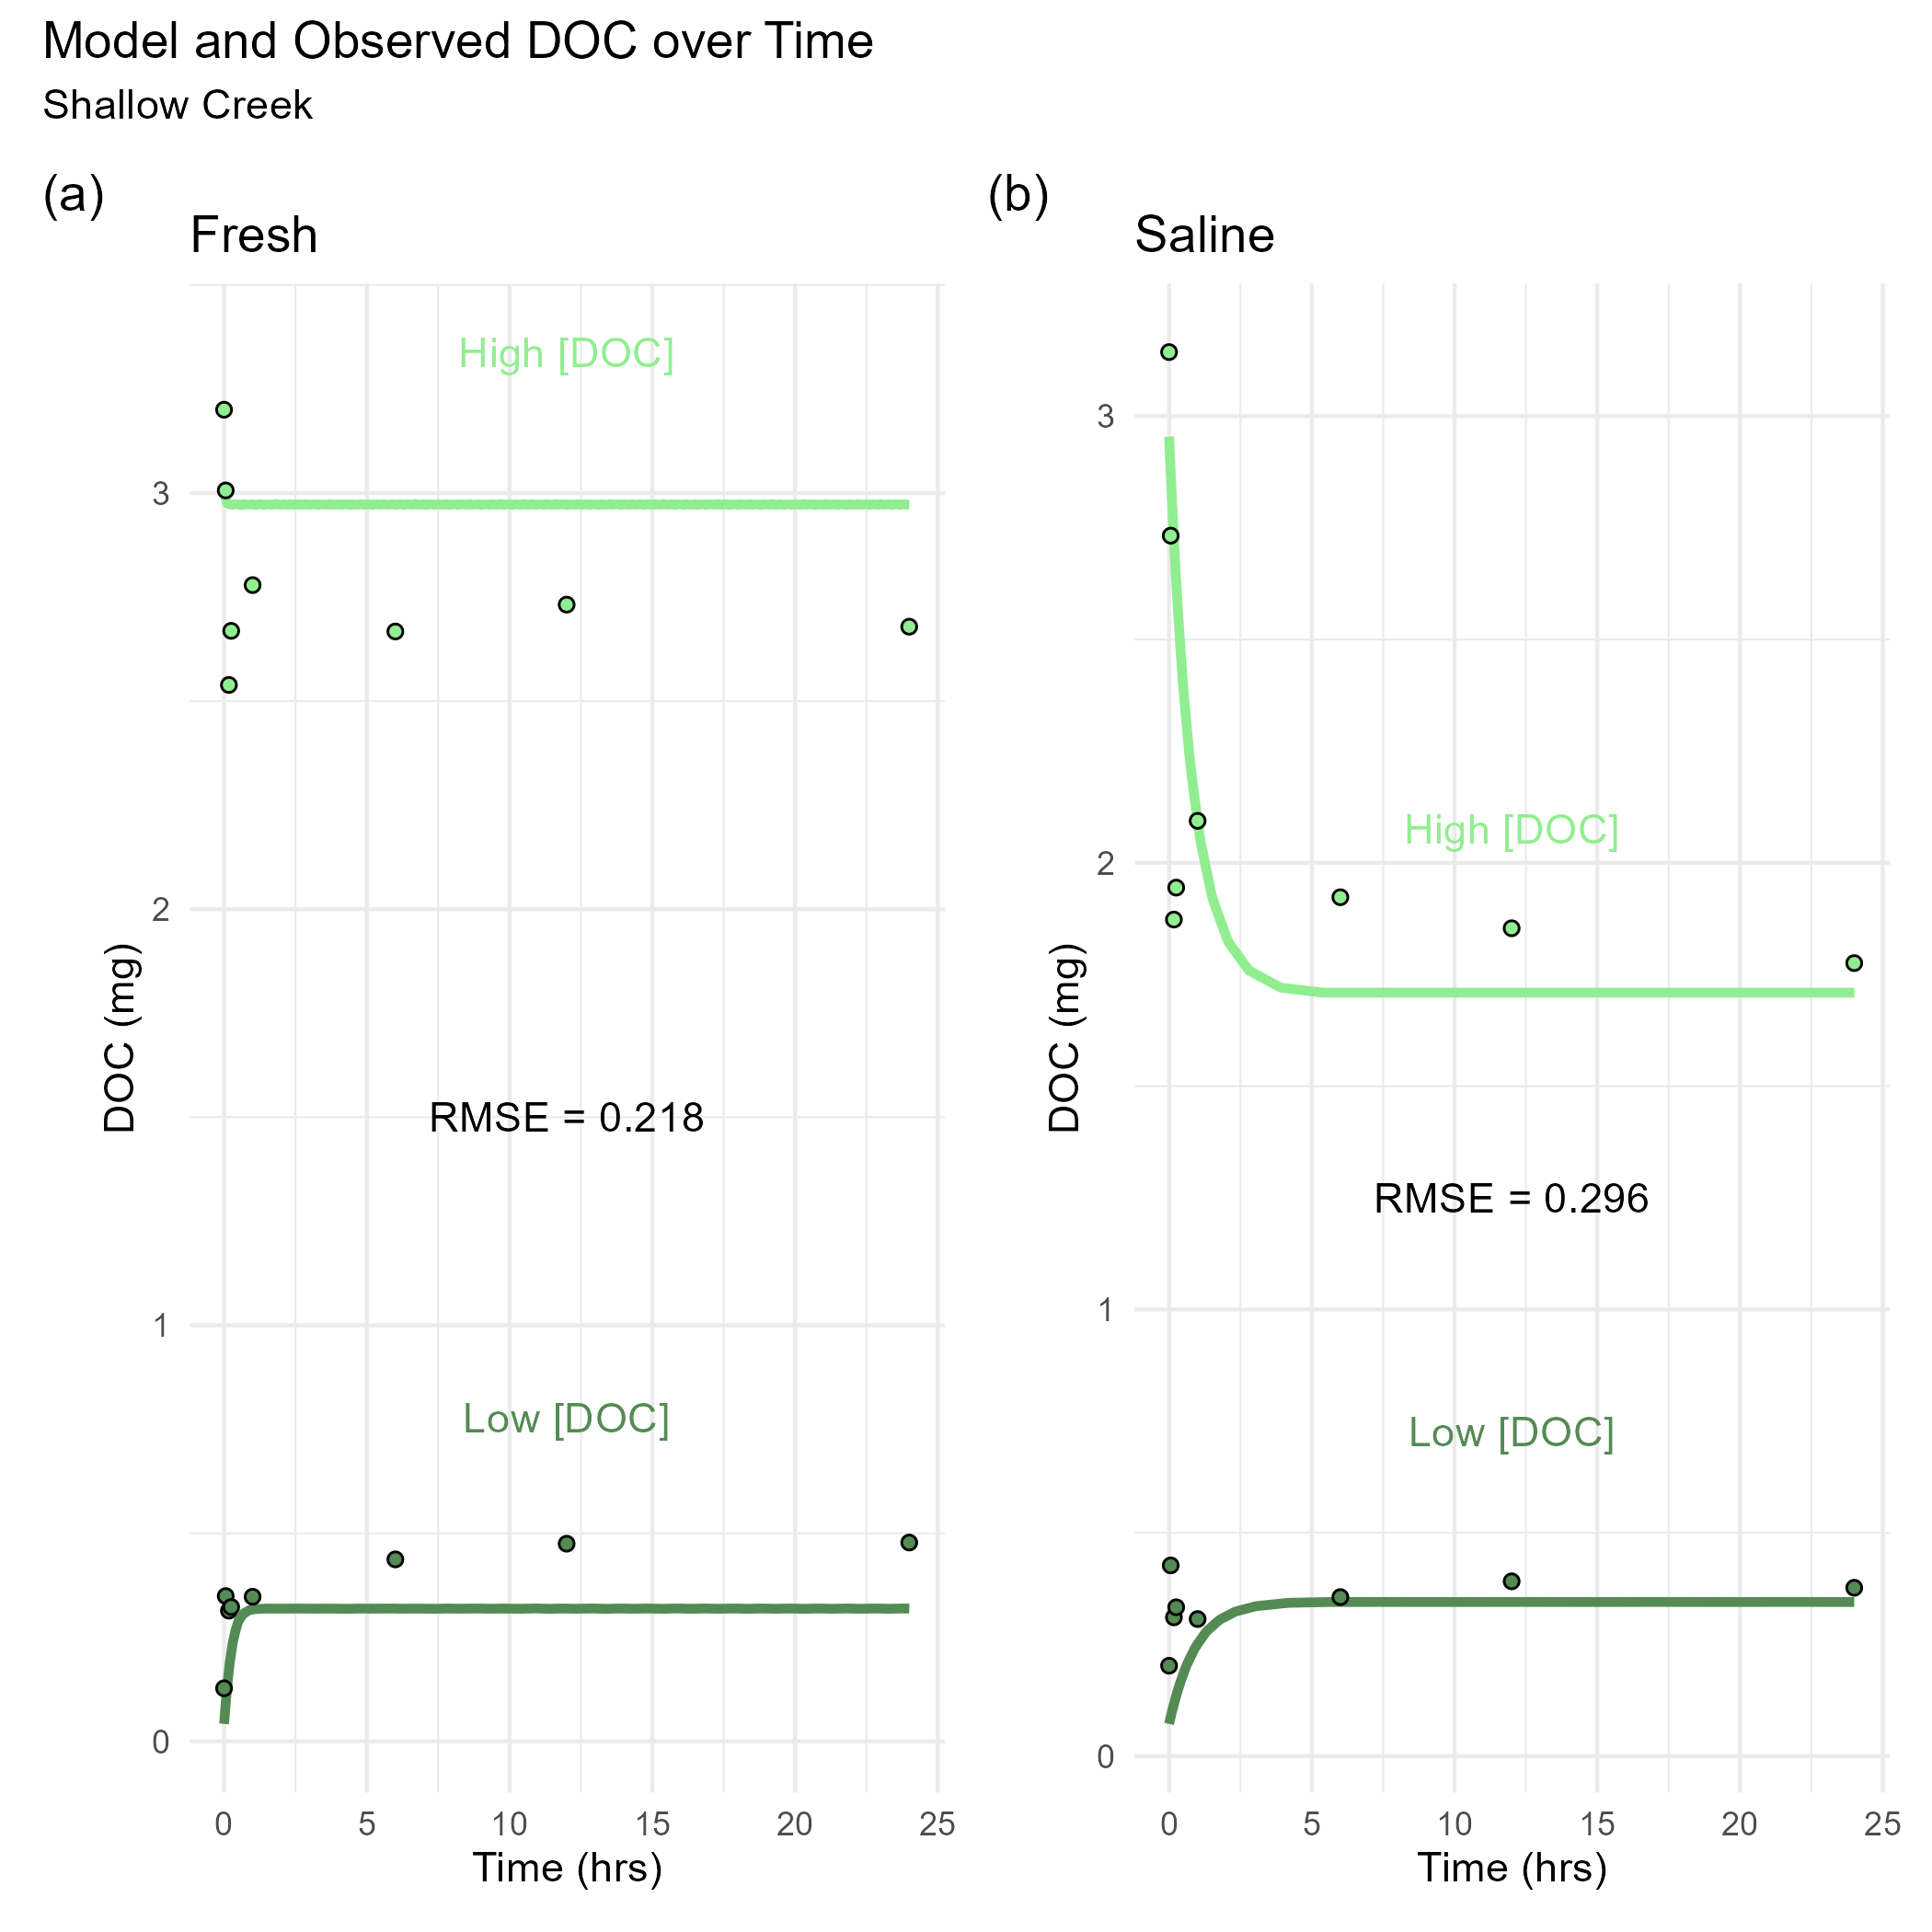 Model and Observed DOC over Time
Shallow Creek
(a)
Fresh
High [DOC]
3
2
DOC (mg)
RMSE = 0.218
1
Low [DOC]
0
0 5 10 15 20 25
Time (hrs)
(b)
Saline
3
High [DOC]
2
DOC (mg)
RMSE = 0.296
1
Low [DOC]
0
0 5 10 15 20 25
Time (hrs)